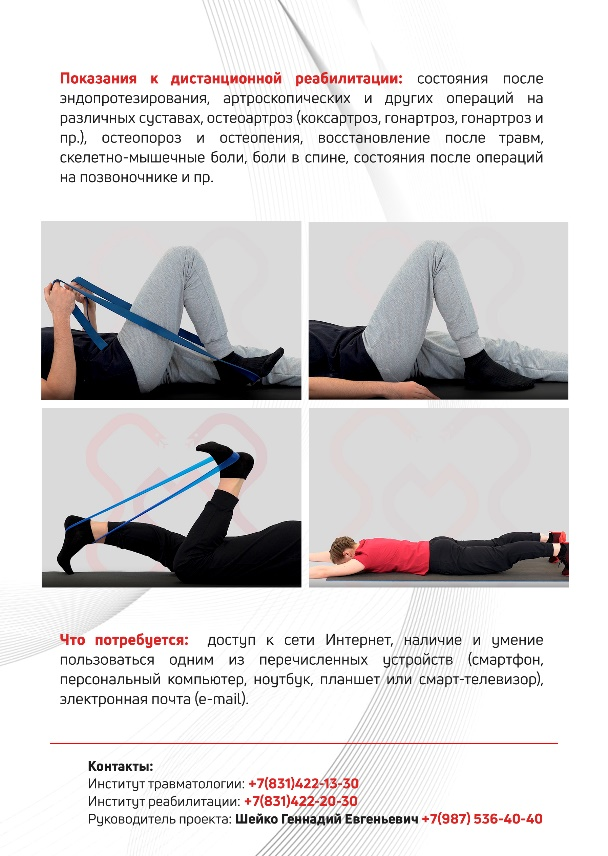 Показания к дистанционной реабилитации: состояния после
эндопротезирования, артроскопических и других операций на
различных суставах, остеоартроз (коксартроз, гонартроз, гонартроз и
пр.), остеопороз и остеопения, восстановление после травм,
скелетно-мышечные боли, боли в спине, состояния после операций
на позвоночнике и пр.
Что потребуется: доступ к сети Интернет, наличие и умение
пользоваться одним из перечисленных устройств (смартфон,
персональный компьютер, ноутбук, планшет или смарт-телевизор),
электронная почта (e-mail).
Контакты:
Институт травматологии: +7(831)422-13-30
Институт реабилитации: +7(831)422-20-30
Руководитель проекта: Шейко Геннадий Евгеньевич +7(987) 536-40-40